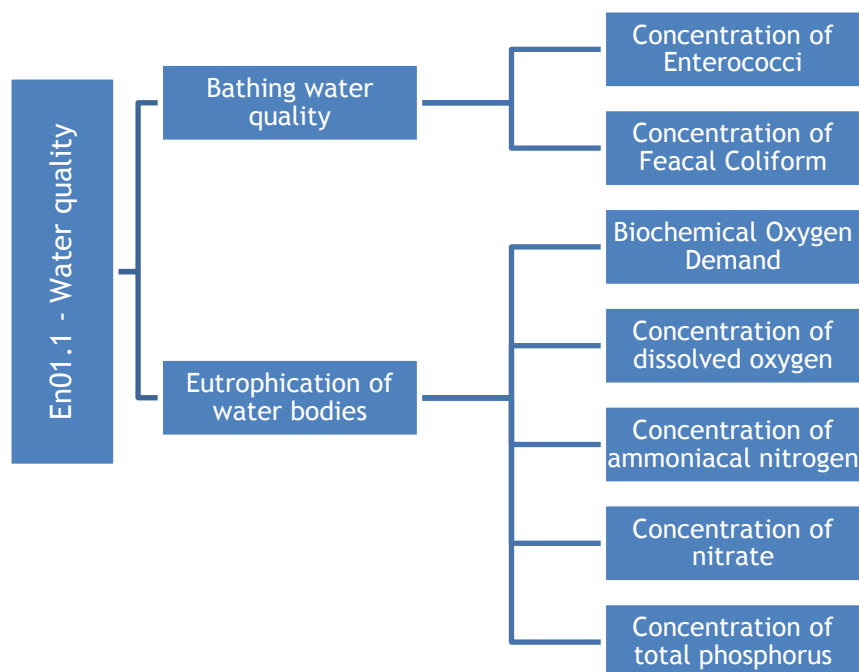 En01.1 - Water quality
Bathing water
quality
Concentration of
Enterococci
Concentration of
Feacal Coliform
Eutrophication of
water bodies
Biochemical Oxygen
Demand
Concentration of
dissolved oxygen
Concentration of
ammoniacal nitrogen
Concentration of
nitrate
Concentration of
total phosphorus